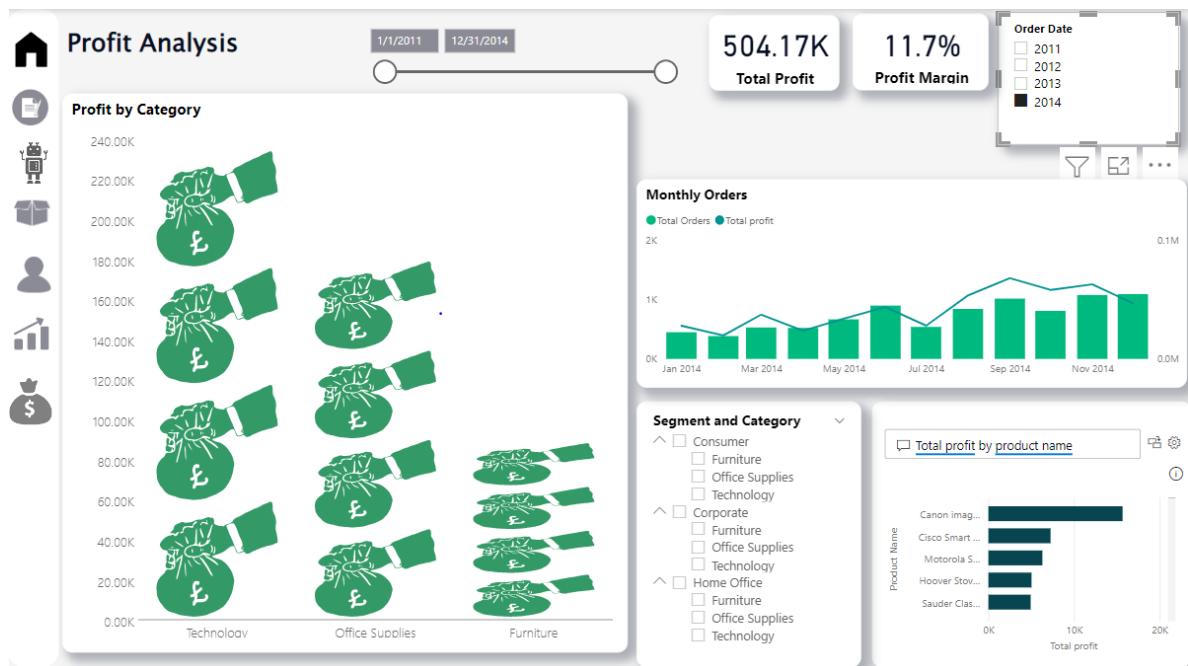 Profit Analysis
1/1/2011
12/31/2014
504.17K
Total Profit
11.7%
Profit Margin
Order Date
2011
2012
2013
2014
Profit by Category
240.00K
220.00K
200.00K
180.00K
160.00K
140.00K
120.00K
100.00K
80.00K
60.00K
40.00K
20.00K
0.00K
£
£
£
£
£
£
£
£
£
£
£
£
Technology
Office Supplies
Furniture
$
Monthly Orders
Total Orders Total profit
2K
1K
0K
0.1M
0.0M
Jan 2014 Mar 2014 May 2014 Jul 2014 Sep 2014 Nov 2014
Segment and Category
Consumer
Furniture
Office Supplies
Technology
Corporate
Furniture
Office Supplies
Technology
Home Office
Furniture
Office Supplies
Technology
Total profit by product name
Product Name
Canon imag...
Cisco Smart ...
Motorola S...
Hoover Stov...
Sauder Clas...
0K 10K 20K
Total profit